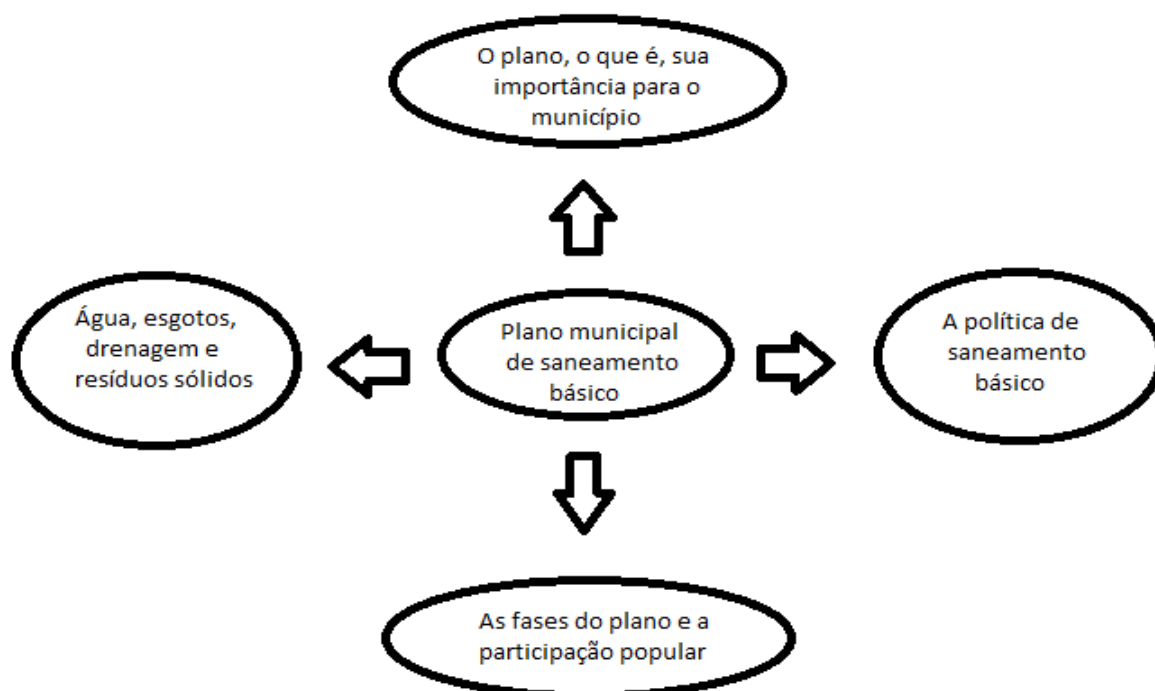 O plano, o que é, sua
importância para o
município
Água, esgotos,
drenagem e
resíduos sólidos
Plano municipal
de saneamento
básico
A política de
saneamento
básico
As fases do plano e a
participação popular